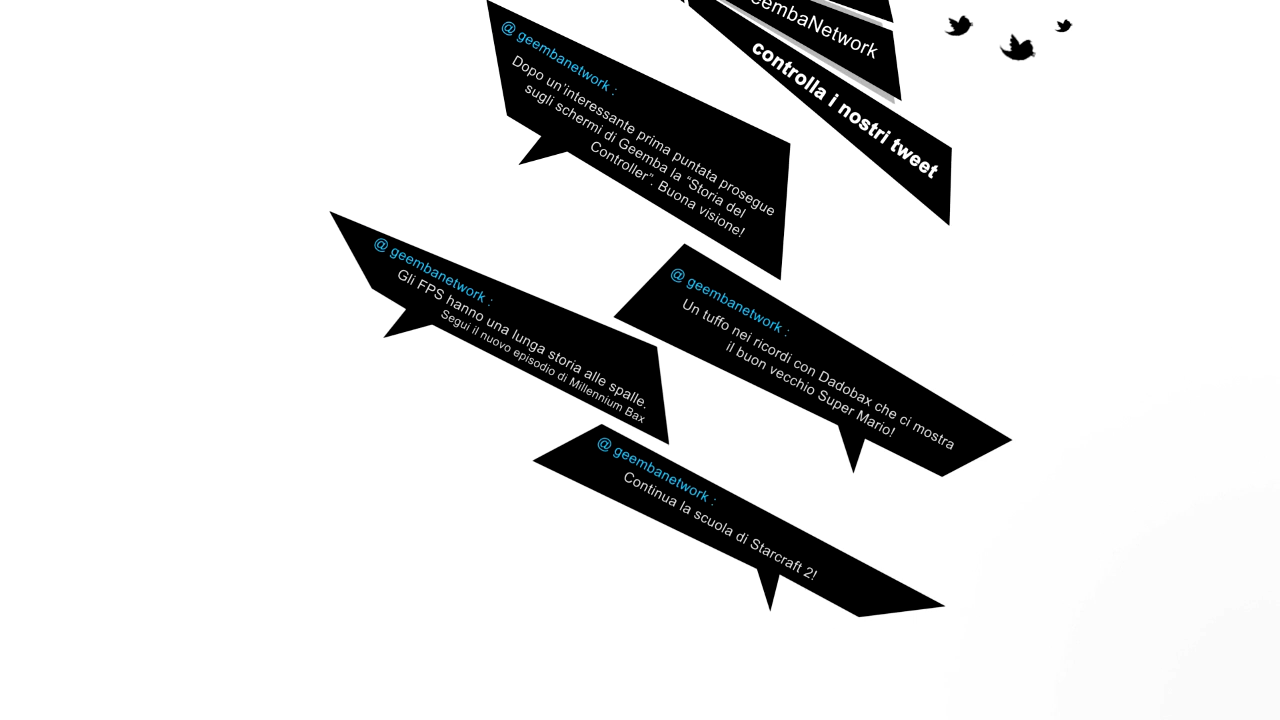 eembaNetwork
controlla i nostri tweet
@ geembanetwork :
Dopo un'interessante prima puntata prosegue
sugli schermi di Geemba la "Storia del
Controller". Buona visione!
@ geembanetwork :
Gli FPS hanno una lunga storia alle spalle.
Segui il nuovo episodio di Millennium Bax
@ geembanetwork :
Un tuffo nei ricordi con Dadobax che ci mostra
il buon vecchio Super Mario!
@ geembanetwork :
Continua la scuola di Starcraft 2!